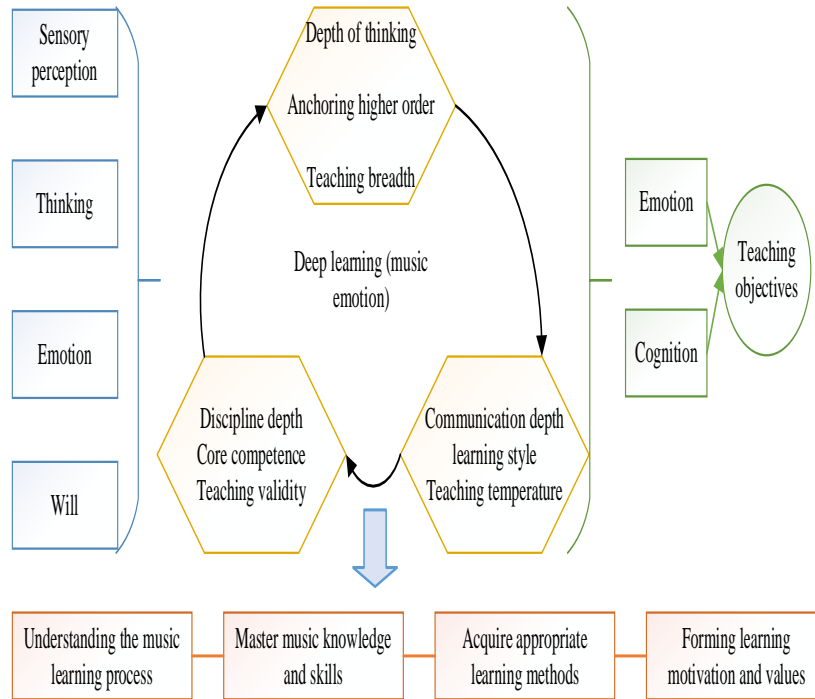 Sensory
perception
Thinking
Emotion
Will
Depth of thinking
Anchoring higher order
Teaching breadth
Deep learning (music
emotion)
Discipline depth
Core competence
Teaching validity
Communication depth
learning style
Teaching temperature
Emotion
Cognition
Teaching
objectives
Understanding the music
learning process
Master music knowledge
and skills
Acquire appropriate
learning methods
Forming learning
motivation and values